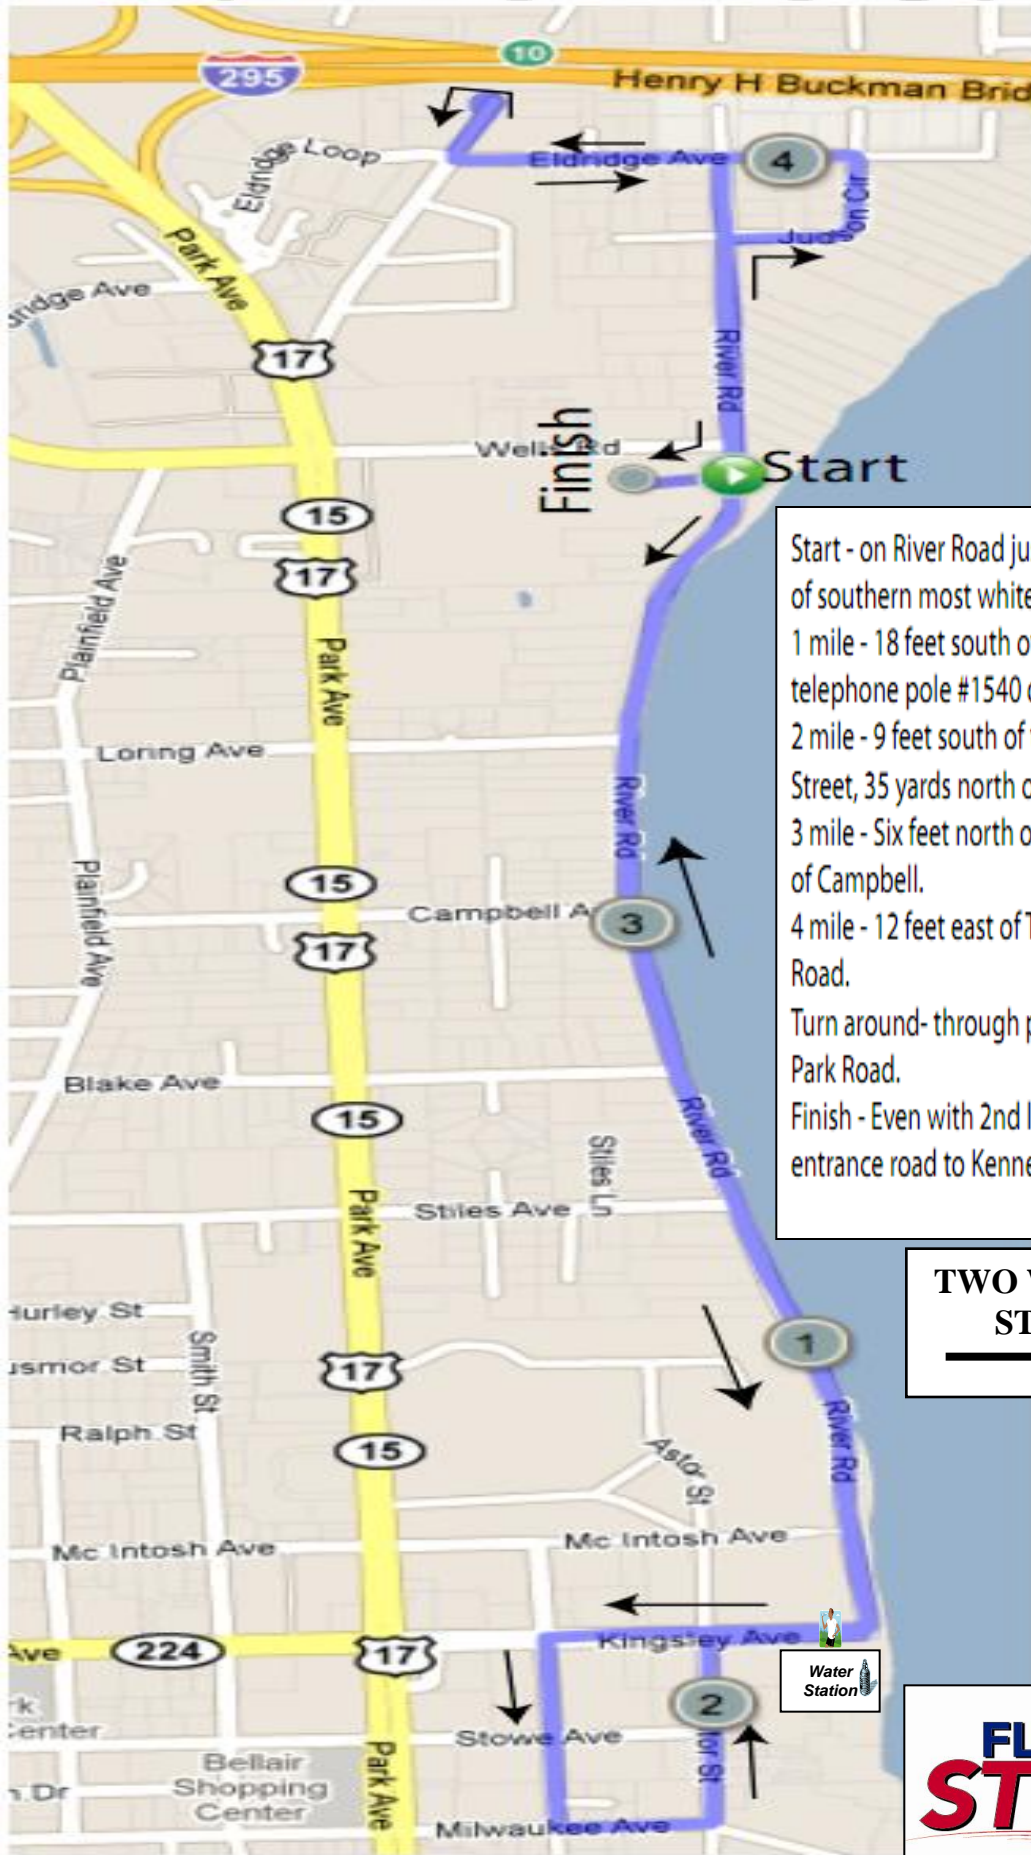 10
295
Henry H Buckman
Eldridge Loop
Eldridge Ave
4
Park Ave
Ave
17
River Rd
Finish
Wells Rd
Start
15
17
Plainfield Ave
Park Ave
Loring Ave
River Rd
Plainfield Ave
15
Campbell
3
17
Blake Ave
15
River Rd
Stiles Ln
Stiles Ave
Park Ave
Hurley St
Smith St
17
1
Ralph St
15
River Rd
Astor St
Mc Intosh Ave
Mc Intosh Ave
Ave
224
17
Kingsley Ave
Water
Station
2
Center
Stowe Ave
Bellair
Shopping
Center
Dr
Park Ave
St
Milwaukee Ave
Start - on River Road
of southern most
1 mile - 18 feet south
telephone pole #1540
2 mile - 9 feet south of
Street, 35 yards north
3 mile - Six feet north
of Campbell.
4 mile - 12 feet east of
Road.
Turn around- through
Park Road.
Finish - Even with 2nd
entrance road to
TWO
ST
FL
ST